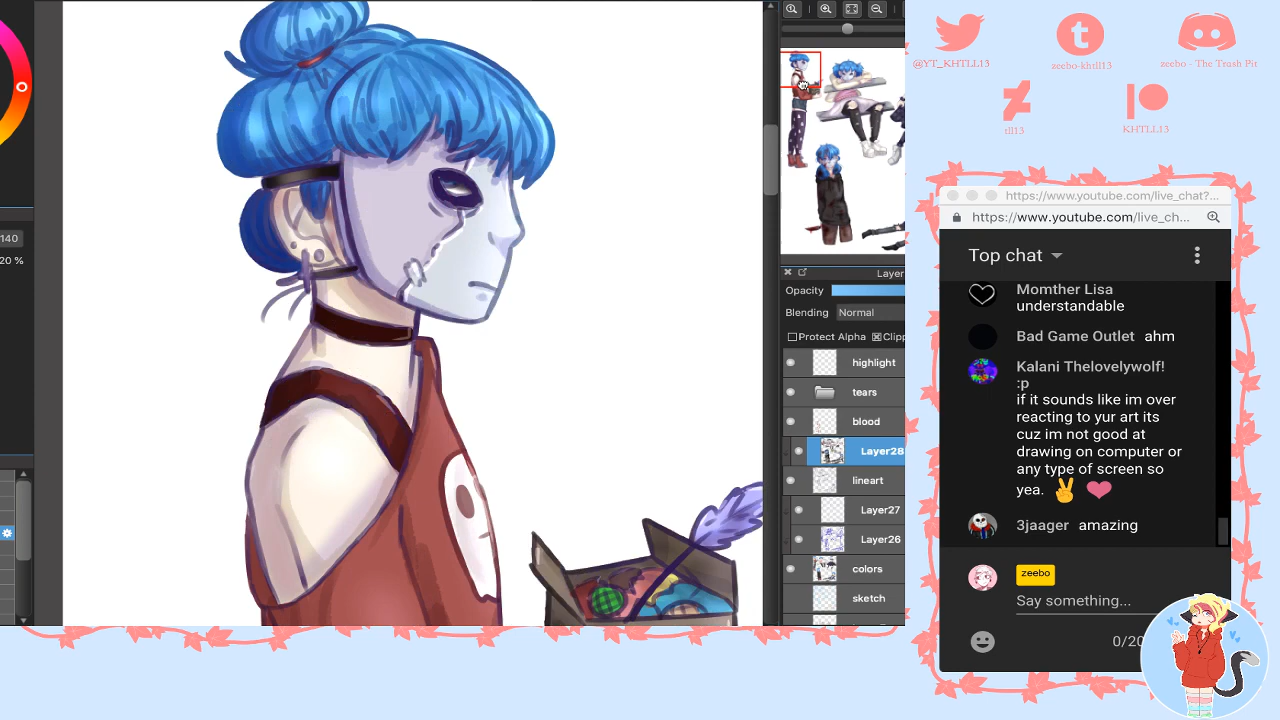 140
20 %
Layer
Opacity
Blending Normal
Protect Alpha Clipp
highlight
tears
blood
Layer28
lineart
Layer27
Layer26
colors
sketch
@YT_KHTLL13
zeebo-khtll13
zeebo - The Trash Pit
tll13
KHTLL13
https://www.youtube.com/live_chat?...
https://www.youtube.com/live_ch...
Top chat
Momther Lisa
understandable
Bad Game Outlet ahm
Kalani Thelovelywolf!
:p
if it sounds like im over
reacting to yur art its
cuz im not good at
drawing on computer or
any type of screen so
yea. ✌️ ❤️
3jaager amazing
zeebo
Say something...
0/20